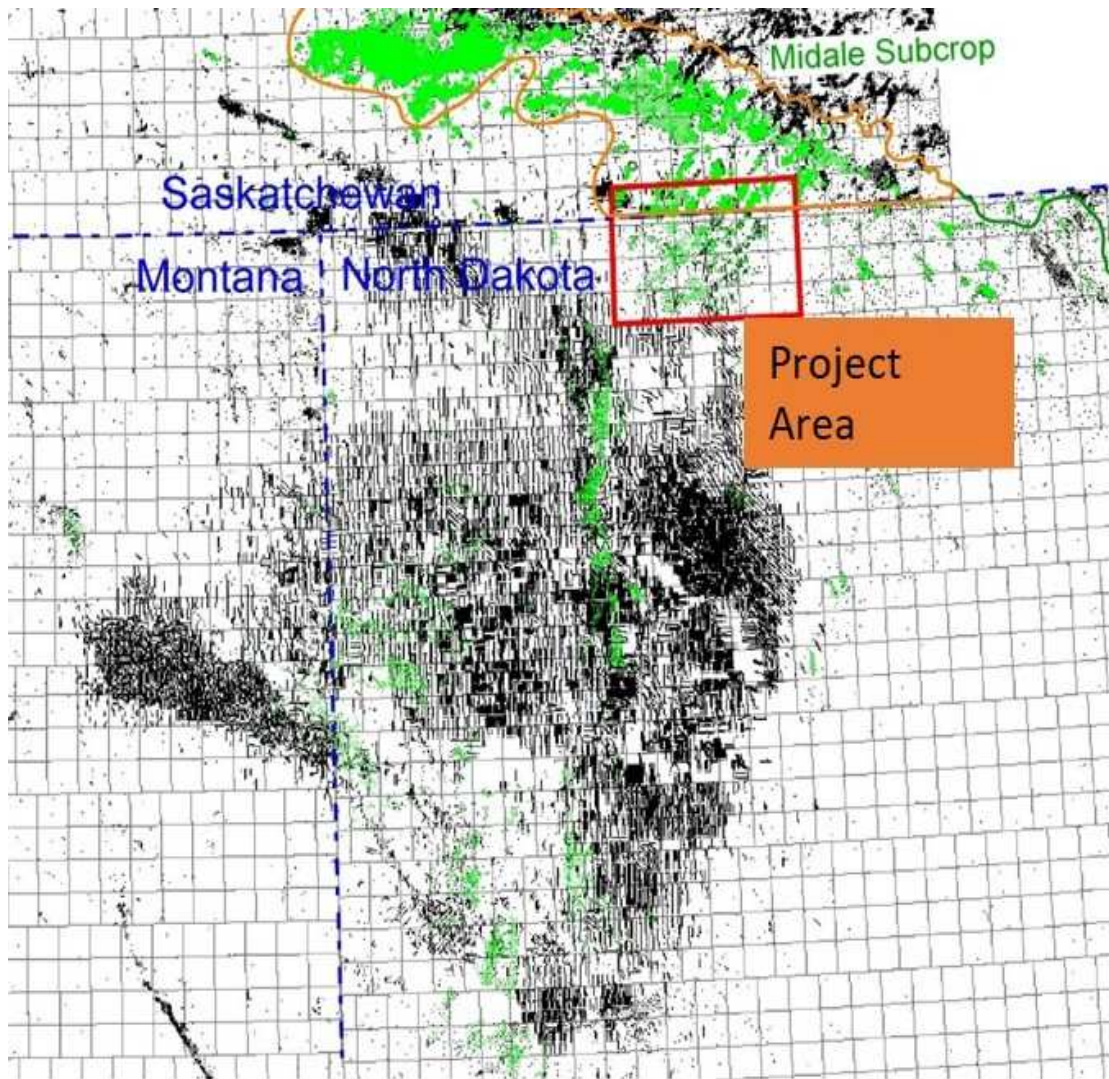 Midale Subcrop
Saskatchewan
Montana
North Dakota
Project
Area